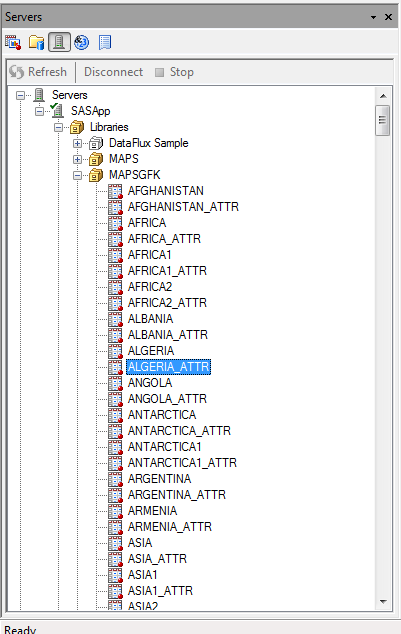 Servers
Refresh Disconnect Stop
Servers
SASApp
Libraries
DataFlux Sample
MAPS
MAPSGFK
AFGHANISTAN
AFGHANISTAN_ATTR
AFRICA
AFRICA_ATTR
AFRICA1
AFRICA1_ATTR
AFRICA2
AFRICA2_ATTR
ALBANIA
ALBANIA_ATTR
ALGERIA
ALGERIA_ATTR
ANGOLA
ANGOLA_ATTR
ANTARCTICA
ANTARCTICA_ATTR
ANTARCTICA1
ANTARCTICA1_ATTR
ARGENTINA
ARGENTINA_ATTR
ARMENIA
ARMENIA_ATTR
ASIA
ASIA_ATTR
ASIA1
ASIA1_ATTR
ASIA2
Ready